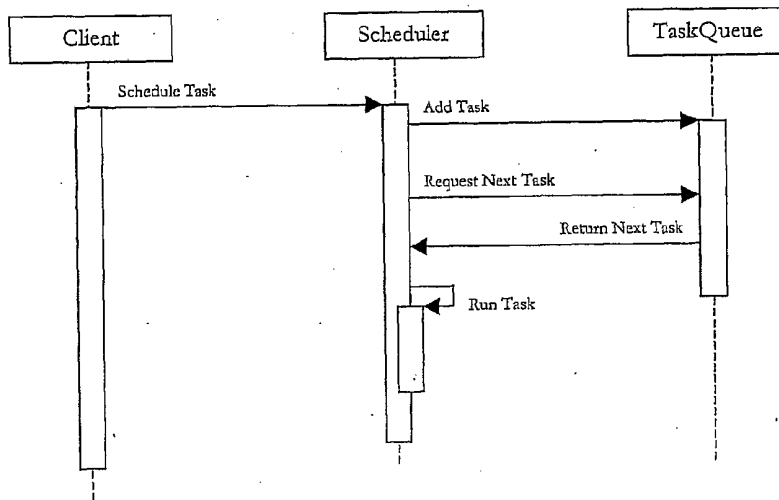 Client
Scheduler
TaskQueue
Schedule Task
Add Task
Request Next Task
Return Next Task
Run Task